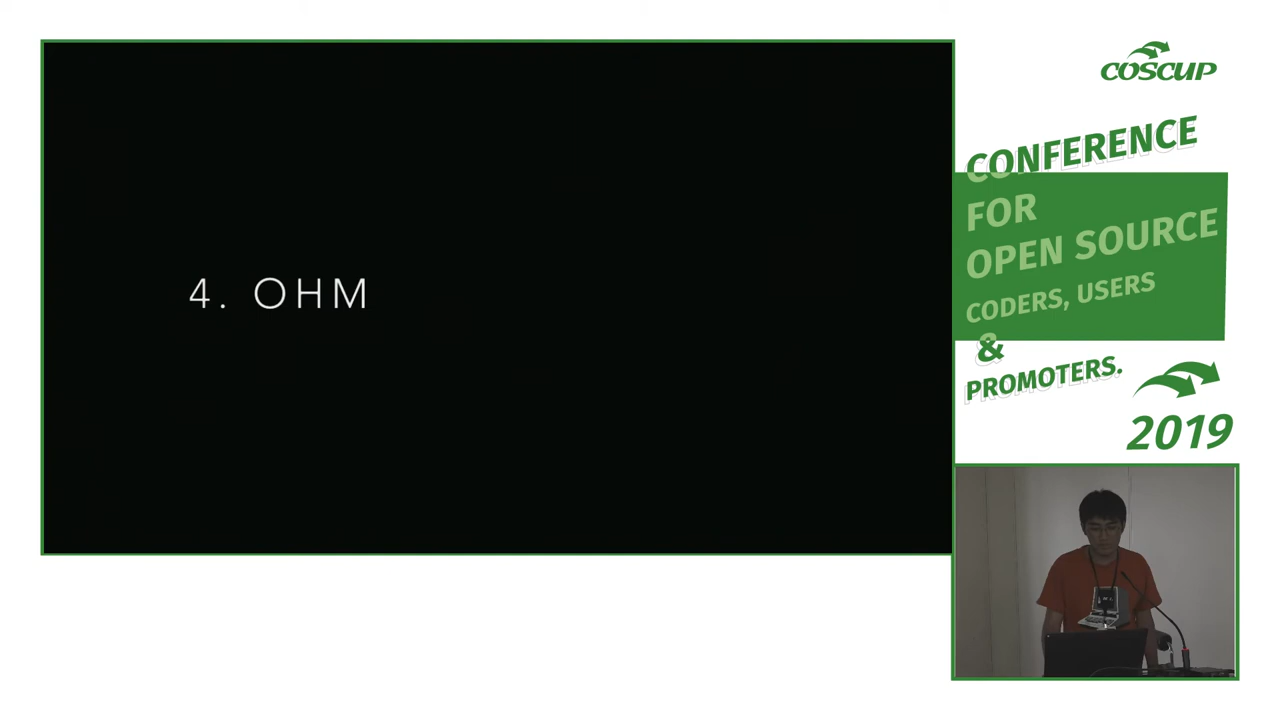 4. OHM
COSCUP
CONFERENCE
FOR
OPEN SOURCE
CODERS, USERS
&
PROMOTERS.
2019